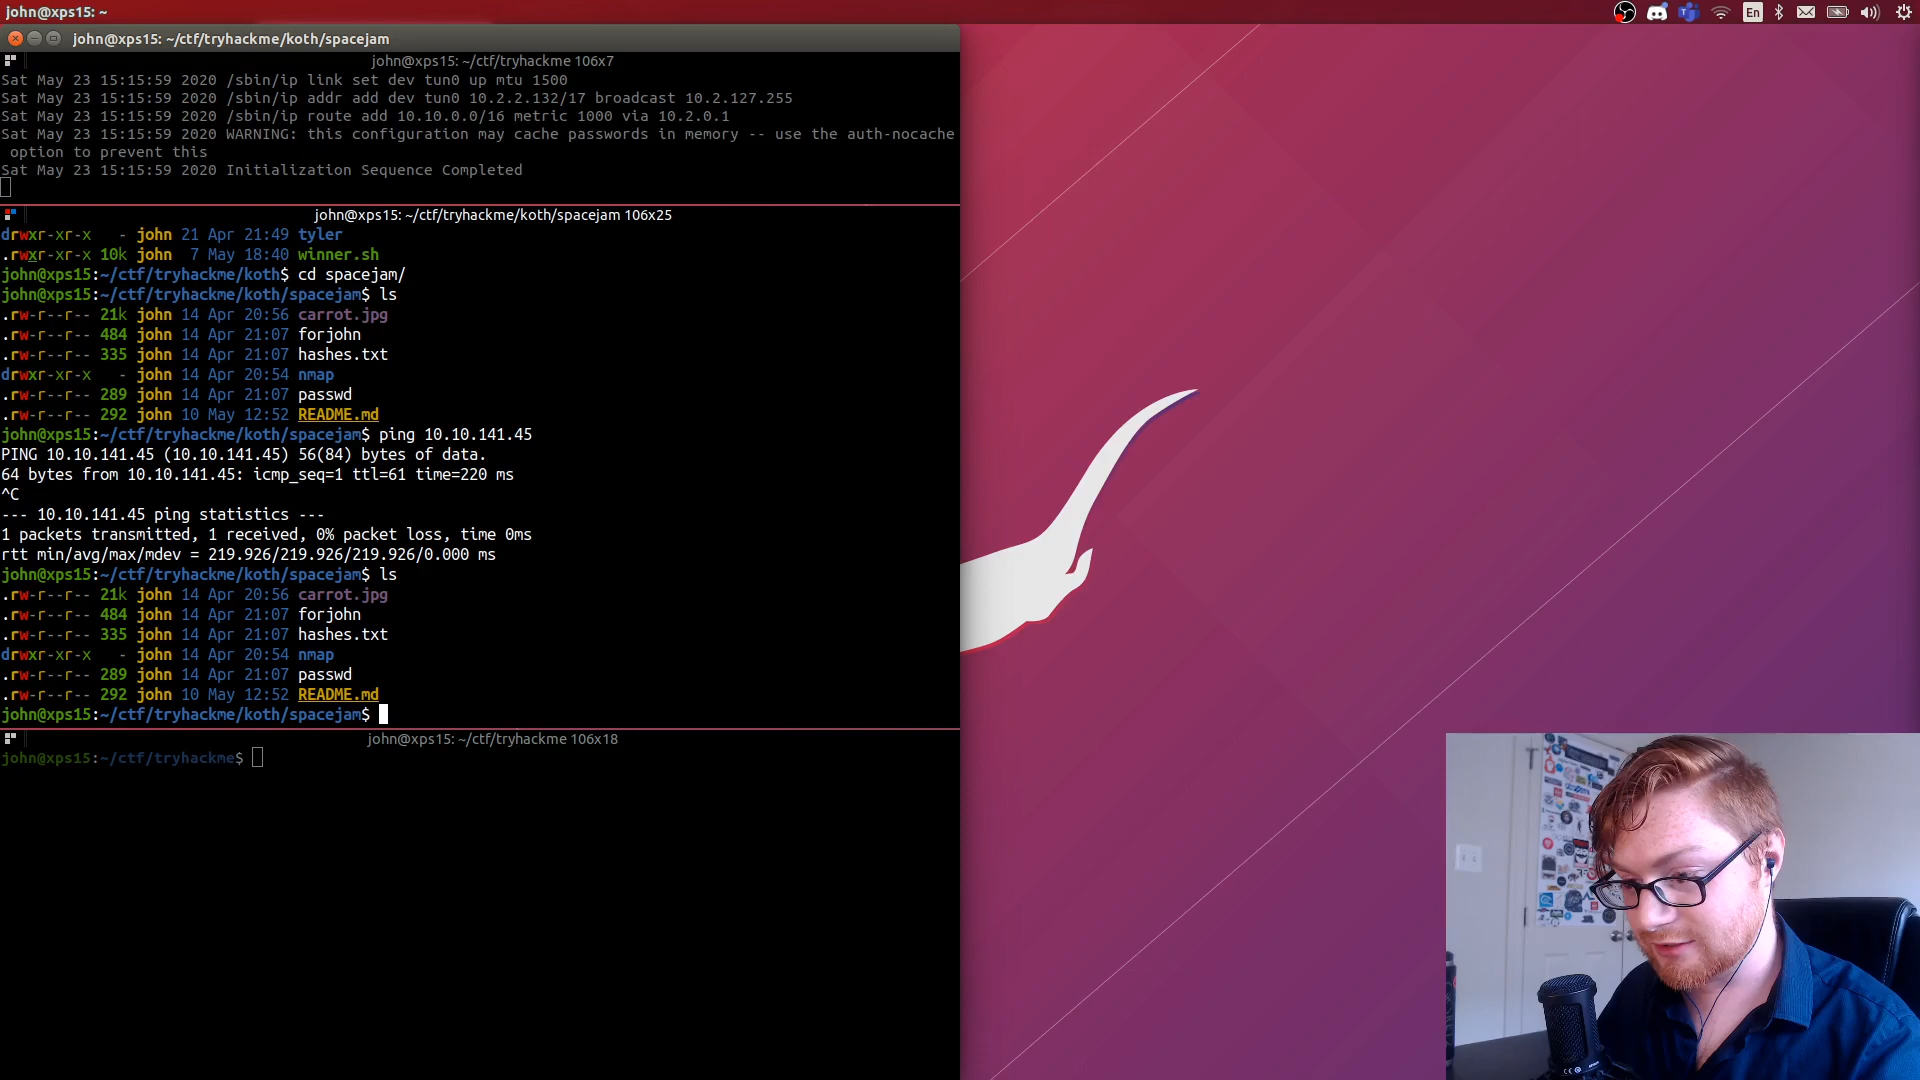 john@xps15: ~
En
john@xps15: ~/ctf/tryhackme/koth/spacejam
john@xps15: ~/ctf/tryhackme 106x7
Sat May 23 15:15:59 2020 /sbin/ip link set dev tun0 up mtu 1500
Sat May 23 15:15:59 2020 /sbin/ip addr add dev tun0 10.2.2.132/17 broadcast 10.2.127.255
Sat May 23 15:15:59 2020 /sbin/ip route add 10.10.0.0/16 metric 1000 via 10.2.0.1
Sat May 23 15:15:59 2020 WARNING: this configuration may cache passwords in memory -- use the auth-nocache
 option to prevent this
Sat May 23 15:15:59 2020 Initialization Sequence Completed
john@xps15: ~/ctf/tryhackme/koth/spacejam 106x25
drwxr-xr-x   - john 21 Apr 21:49 tyler
.rwxr-xr-x 10k john  7 May 18:40 winner.sh
john@xps15:~/ctf/tryhackme/koth$ cd spacejam/
john@xps15:~/ctf/tryhackme/koth/spacejam$ ls
.rw-r--r-- 21k john 14 Apr 20:56 carrot.jpg
.rw-r--r-- 484 john 14 Apr 21:07 forjohn
.rw-r--r-- 335 john 14 Apr 21:07 hashes.txt
drwxr-xr-x   - john 14 Apr 20:54 nmap
.rw-r--r-- 289 john 14 Apr 21:07 passwd
.rw-r--r-- 292 john 10 May 12:52 README.md
john@xps15:~/ctf/tryhackme/koth/spacejam$ ping 10.10.141.45
PING 10.10.141.45 (10.10.141.45) 56(84) bytes of data.
64 bytes from 10.10.141.45: icmp_seq=1 ttl=61 time=220 ms
^C
--- 10.10.141.45 ping statistics ---
1 packets transmitted, 1 received, 0% packet loss, time 0ms
rtt min/avg/max/mdev = 219.926/219.926/219.926/0.000 ms
john@xps15:~/ctf/tryhackme/koth/spacejam$ ls
.rw-r--r-- 21k john 14 Apr 20:56 carrot.jpg
.rw-r--r-- 484 john 14 Apr 21:07 forjohn
.rw-r--r-- 335 john 14 Apr 21:07 hashes.txt
drwxr-xr-x   - john 14 Apr 20:54 nmap
.rw-r--r-- 289 john 14 Apr 21:07 passwd
.rw-r--r-- 292 john 10 May 12:52 README.md
john@xps15:~/ctf/tryhackme/koth/spacejam$
john@xps15: ~/ctf/tryhackme 106x18
john@xps15:~/ctf/tryhackme$